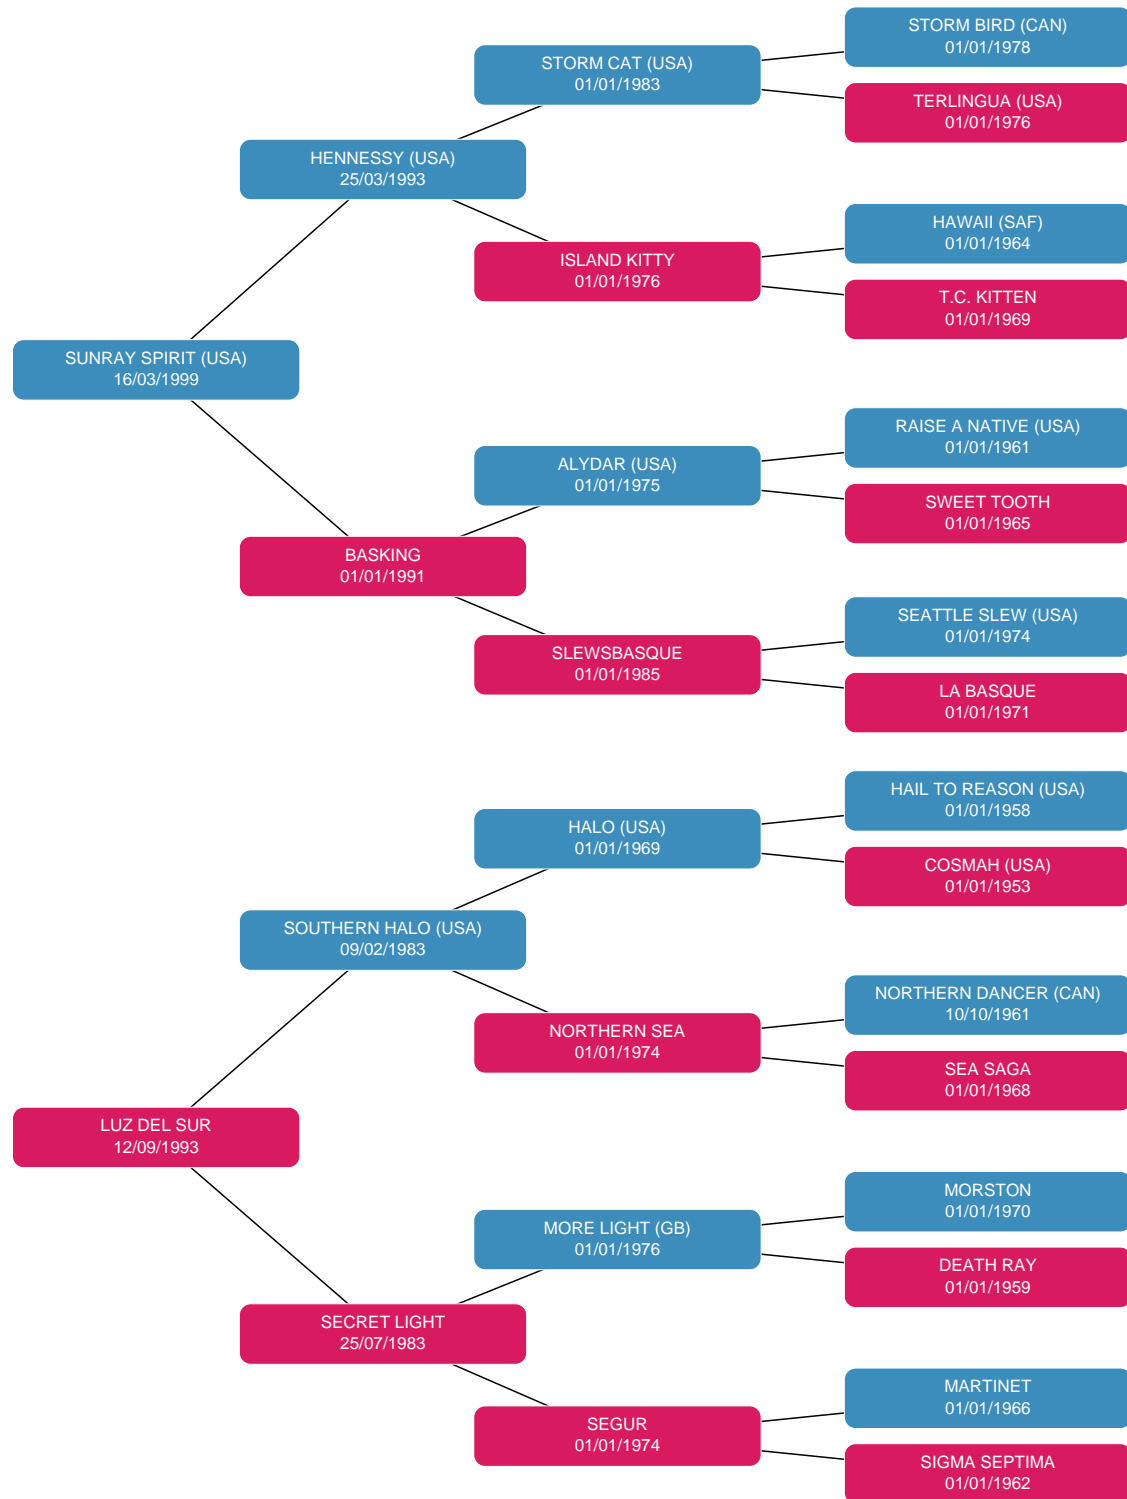 STORM BIRD (CAN)
01/01/1978
STORM CAT (USA)
01/01/1983
TERLINGUA (USA)
01/01/1976
HENNESSY (USA)
25/03/1993
HAWAII (SAF)
01/01/1964
ISLAND KITTY
01/01/1976
T.C. KITTEN
01/01/1969
SUNRAY SPIRIT (USA)
16/03/1999
RAISE A NATIVE (USA)
01/01/1961
ALYDAR (USA)
01/01/1975
SWEET TOOTH
01/01/1965
BASKING
01/01/1991
SEATTLE SLEW (USA)
01/01/1974
SLEWSBASQUE
01/01/1985
LA BASQUE
01/01/1971
HAIL TO REASON (USA)
01/01/1958
HALO (USA)
01/01/1969
COSMAH (USA)
01/01/1953
SOUTHERN HALO (USA)
09/02/1983
NORTHERN DANCER (CAN)
10/10/1961
NORTHERN SEA
01/01/1974
SEA SAGA
01/01/1968
LUZ DEL SUR
12/09/1993
MORSTON
01/01/1970
MORE LIGHT (GB)
01/01/1976
DEATH RAY
01/01/1959
SECRET LIGHT
25/07/1983
MARTINET
01/01/1966
SEGUR
01/01/1974
SIGMA SEPTIMA
01/01/1962